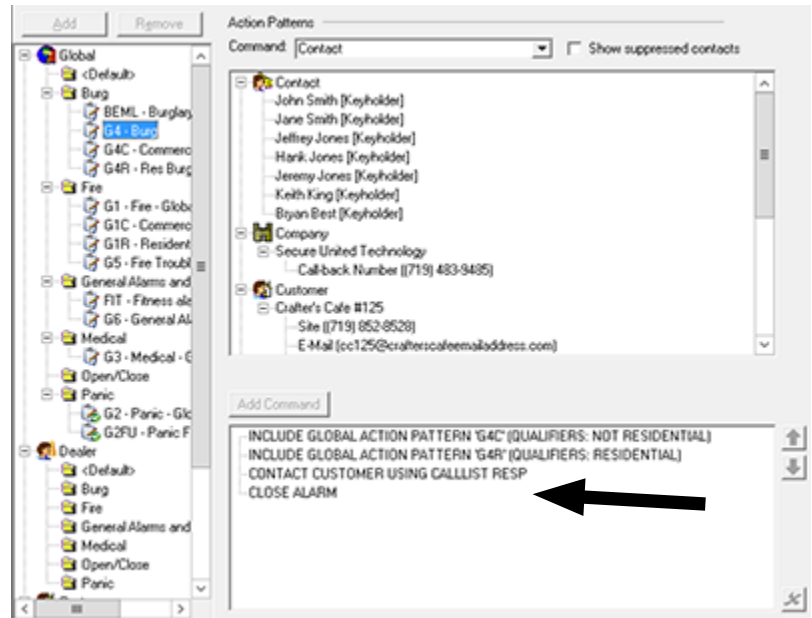 Add Remove
Global
<Default>
Burg
BEML - Burglary
G4 - Burg
G4C - Commerc
G4R - Res Burg
Fire
G1 - Fire - Globa
G1C - Commerc
G1R - Resident
G5 - Fire Troubl
General Alarms and
FIT - Fitness ale
G6 - General Al
Medical
G3 - Medical - G
Open/Close
Panic
G2 - Panic - Glo
G2FU - Panic F
Dealer
<Default>
Burg
Fire
General Alarms and
Medical
Open/Close
Panic
Action Patterns
Command: Contact Show suppressed contacts
Contact
John Smith [Keyholder]
Jane Smith [Keyholder]
Jeffrey Jones [Keyholder]
Hank Jones [Keyholder]
Jeremy Jones [Keyholder]
Keith King [Keyholder]
Bryan Best [Keyholder]
Company
Secure United Technology
Call-back Number ((719) 483-9485)
Customer
Crafter's Cafe #125
Site ((719) 852-8528)
E-Mail (cc125@crafterscafeemailaddress.com)
Add Command
INCLUDE GLOBAL ACTION PATTERN 'G4C' (QUALIFIERS: NOT RESIDENTIAL)
INCLUDE GLOBAL ACTION PATTERN 'G4R' (QUALIFIERS: RESIDENTIAL)
CONTACT CUSTOMER USING CALLLIST RESP
CLOSE ALARM